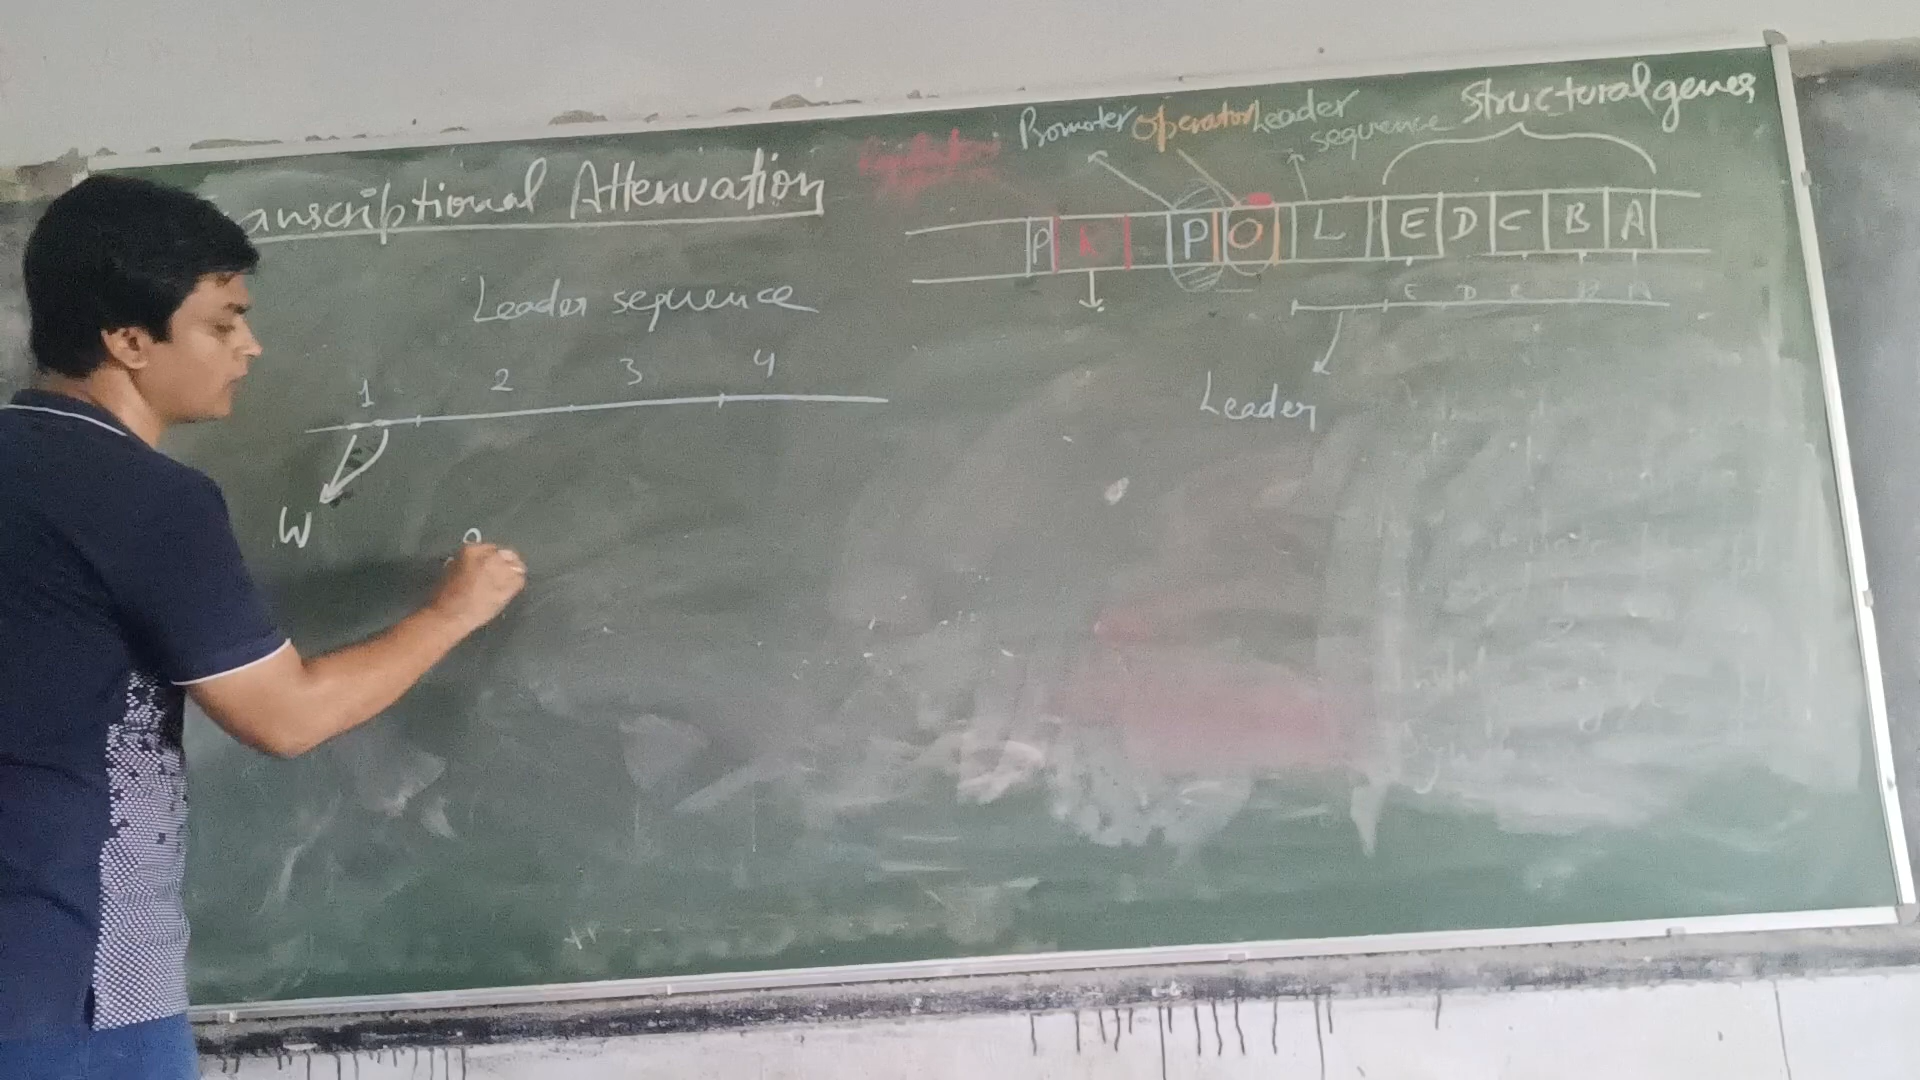 Transcriptional Attenuation
Leader sequence
1 2 3 4
W
Promoter Operator Leader
sequence
Structural genes
P R P O L E D C B A
E D C B A
Leader